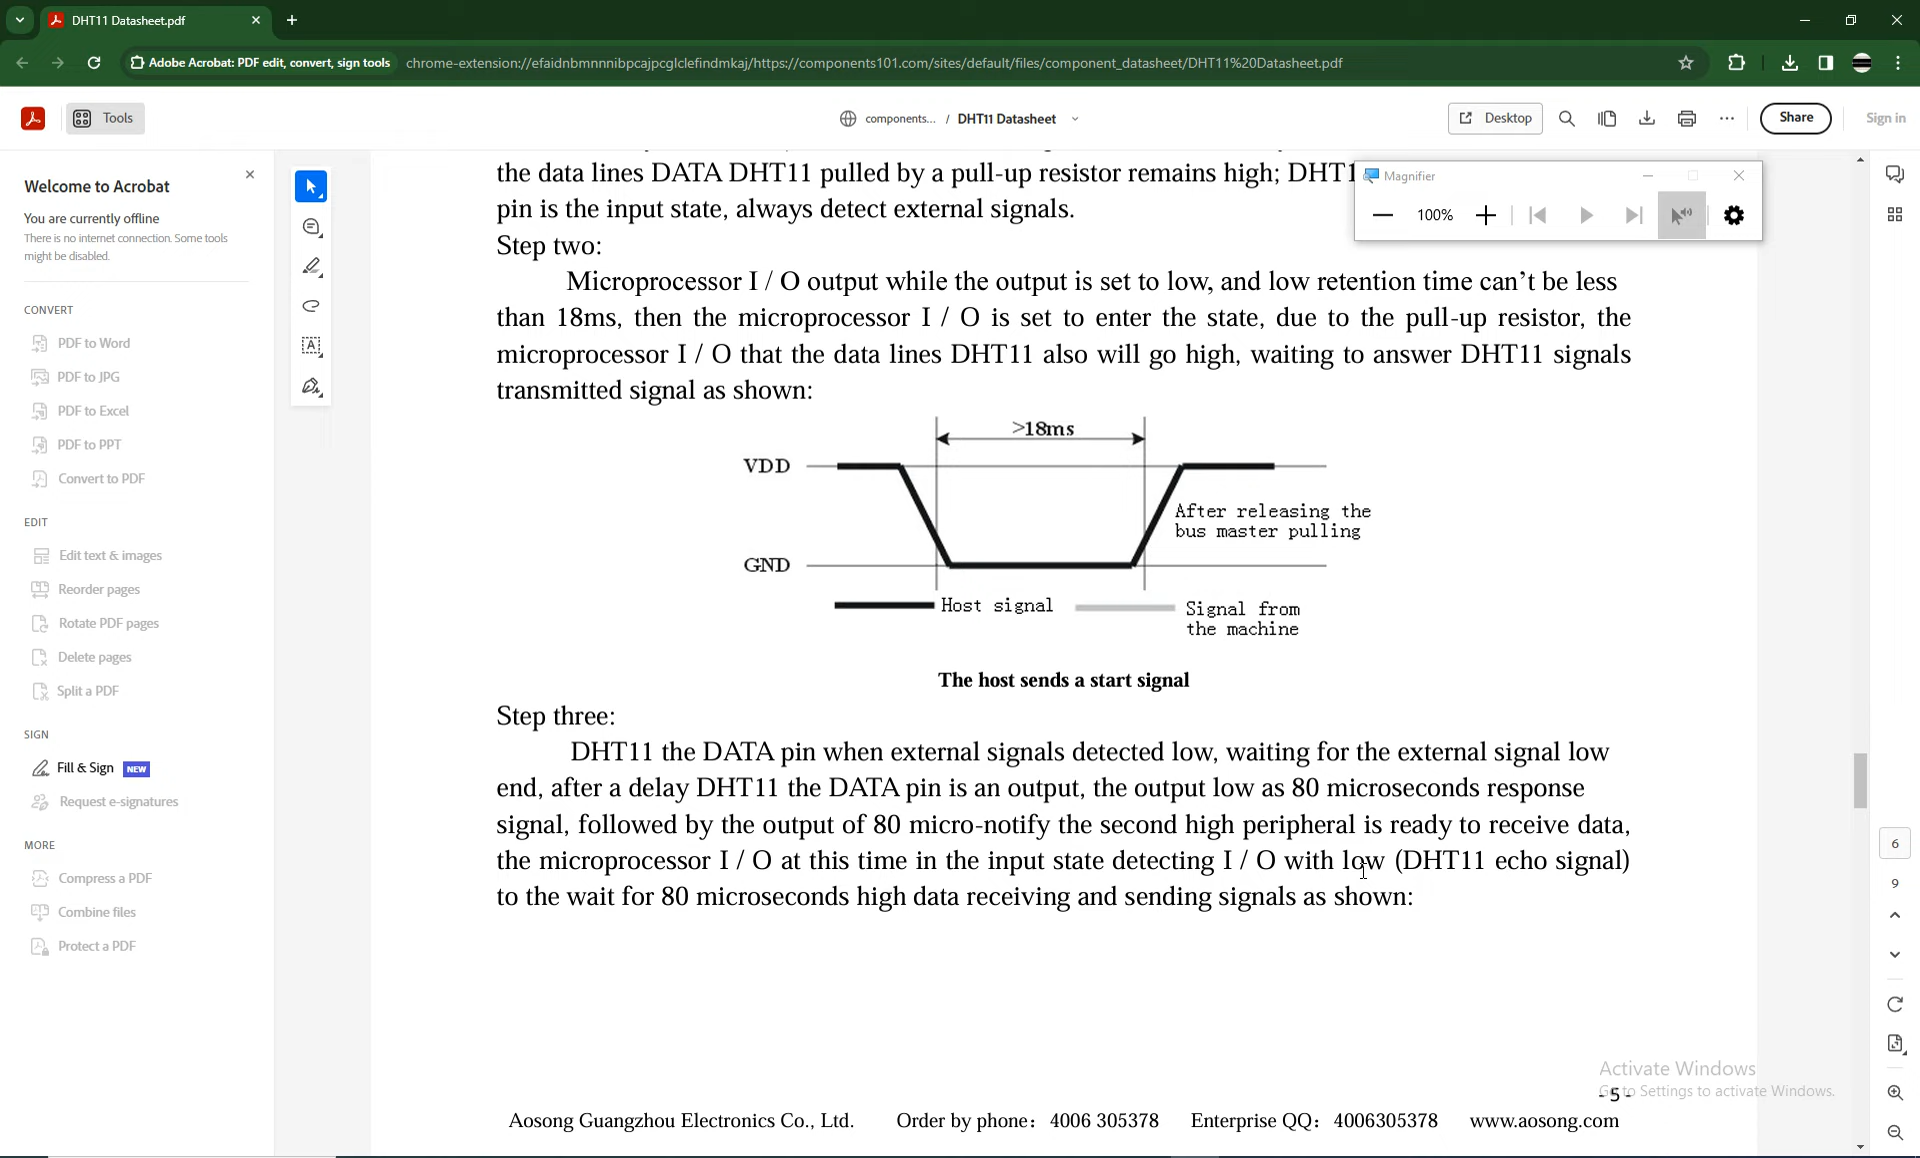 DHT11 Datasheet.pdf
Adobe Acrobat: PDF edit, convert, sign tools
chrome-extension://efaidnbmnnnibpcajpcglclefindmkaj/https://components101.com/sites/default/files/component_datasheet/DHT11%20Datasheet.pdf
Tools
components... / DHT11 Datasheet
Desktop
Share
Sign in
Welcome to Acrobat
You are currently offline
There is no internet connection. Some tools
might be disabled.
CONVERT
PDF to Word
PDF to JPG
PDF to Excel
PDF to PPT
Convert to PDF
EDIT
Edit text & images
Reorder pages
Rotate PDF pages
Delete pages
Split a PDF
SIGN
Fill & Sign NEW
Request e-signatures
MORE
Compress a PDF
Combine files
Protect a PDF
Magnifier
100%
the data lines DATA DHT11 pulled by a pull-up resistor remains high; DHT1
pin is the input state, always detect external signals.
Step two:
Microprocessor I / O output while the output is set to low, and low retention time can't be less
than 18ms, then the microprocessor I / O is set to enter the state, due to the pull-up resistor, the
microprocessor I / O that the data lines DHT11 also will go high, waiting to answer DHT11 signals
transmitted signal as shown:
>18ms
VDD
After releasing the
bus master pulling
GND
Host signal
Signal from
the machine
The host sends a start signal
Step three:
DHT11 the DATA pin when external signals detected low, waiting for the external signal low
end, after a delay DHT11 the DATA pin is an output, the output low as 80 microseconds response
signal, followed by the output of 80 micro-notify the second high peripheral is ready to receive data,
the microprocessor I / O at this time in the input state detecting I / O with low (DHT11 echo signal)
to the wait for 80 microseconds high data receiving and sending signals as shown:
- 5 -
Aosong Guangzhou Electronics Co., Ltd. Order by phone: 4006 305378 Enterprise QQ: 4006305378 www.aosong.com
6
9
Activate Windows
Go to Settings to activate Windows.